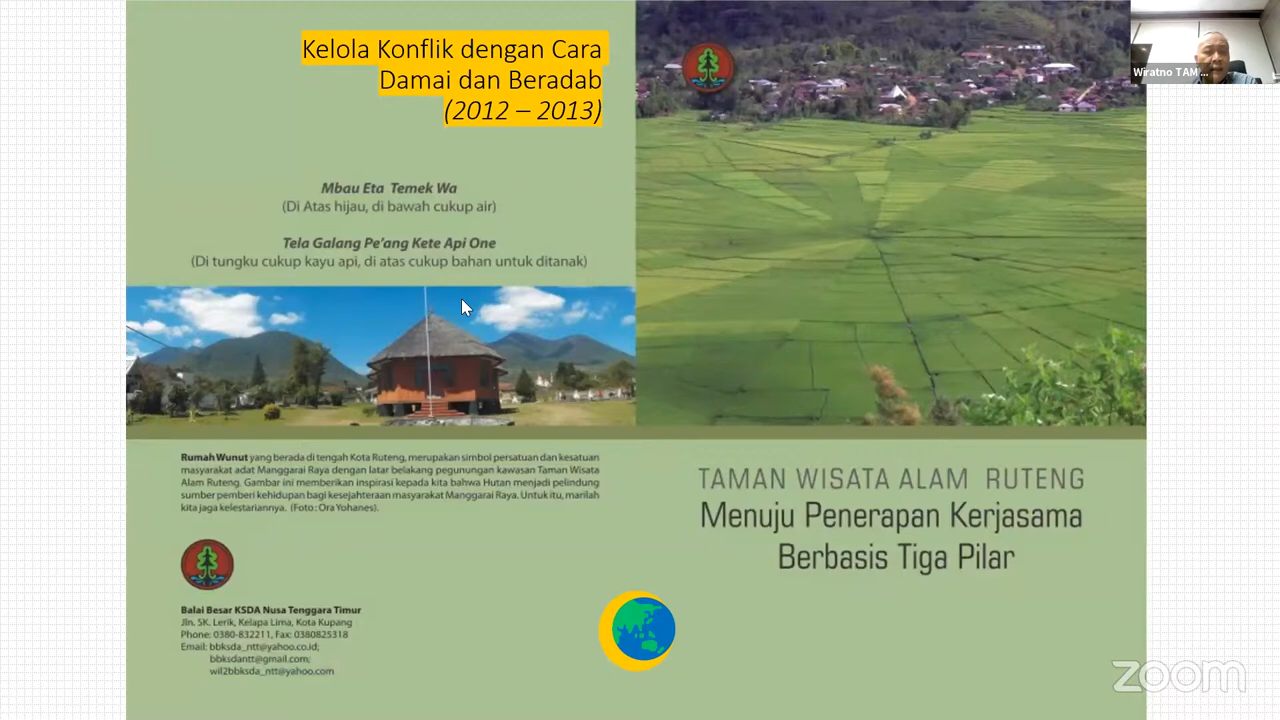 Kelola Konflik dengan Cara
Damai dan Beradab
(2012 – 2013)
Mbau Eta Temek Wa
(Di Atas hijau, di bawah cukup air)
Tela Galang Pe'ang Kete Api One
(Di tungku cukup kayu api, di atas cukup bahan untuk ditanak)
Rumah Wunut yang berada di tengah Kota Ruteng, merupakan simbol persatuan dan kesatuan
masyarakat adat Manggarai Raya dengan latar belakang pegunungan kawasan Taman Wisata
Alam Ruteng. Gambar ini memberikan inspirasi kepada kita bahwa Hutan menjadi pelindung
sumber pemberi kehidupan bagi kesejahteraan masyarakat Manggarai Raya. Untuk itu, marilah
kita jaga kelestariannya. (Foto : Ora Yohanes).
Balai Besar KSDA Nusa Tenggara Timur
Jln. SK. Lerik, Kelapa Lima, Kota Kupang
Phone: 0380-832211, Fax: 0380825318
Email: bbksda_ntt@yahoo.co.id;
bbksdantt@gmail.com;
wil2bbksda_ntt@yahoo.com
TAMAN WISATA ALAM RUTENG
Menuju Penerapan Kerjasama
Berbasis Tiga Pilar
Wiratno TAM ...
zoom